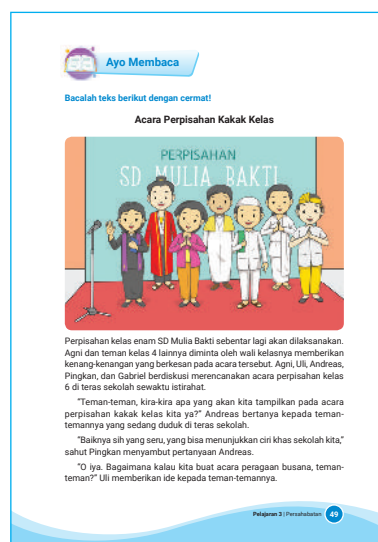 Ayo Membaca
Bacalah teks berikut dengan cermat!
Acara Perpisahan Kakak Kelas
PERPISAHAN
SD MULIA BAKTI
Perpisahan kelas enam SD Mulia Bakti sebentar lagi akan dilaksanakan.
Agni dan teman kelas 4 lainnya diminta oleh wali kelasnya memberikan
kenang-kenangan yang berkesan pada acara tersebut. Agni, Uli, Andreas,
Pingkan, dan Gabriel berdiskusi merencanakan acara perpisahan kelas
6 di teras sekolah sewaktu istirahat.
“Teman-teman, kira-kira apa yang akan kita tampilkan pada acara
perpisahan kakak kelas kita ya?” Andreas bertanya kepada teman-
temannya yang sedang duduk di teras sekolah.
“Baiknya sih yang seru, yang bisa menunjukkan ciri khas sekolah kita,”
sahut Pingkan menyambut pertanyaan Andreas.
“O iya. Bagaimana kalau kita buat acara peragaan busana, teman-
teman?” Uli memberikan ide kepada teman-temannya.
Pelajaran 3 | Persahabatan 49